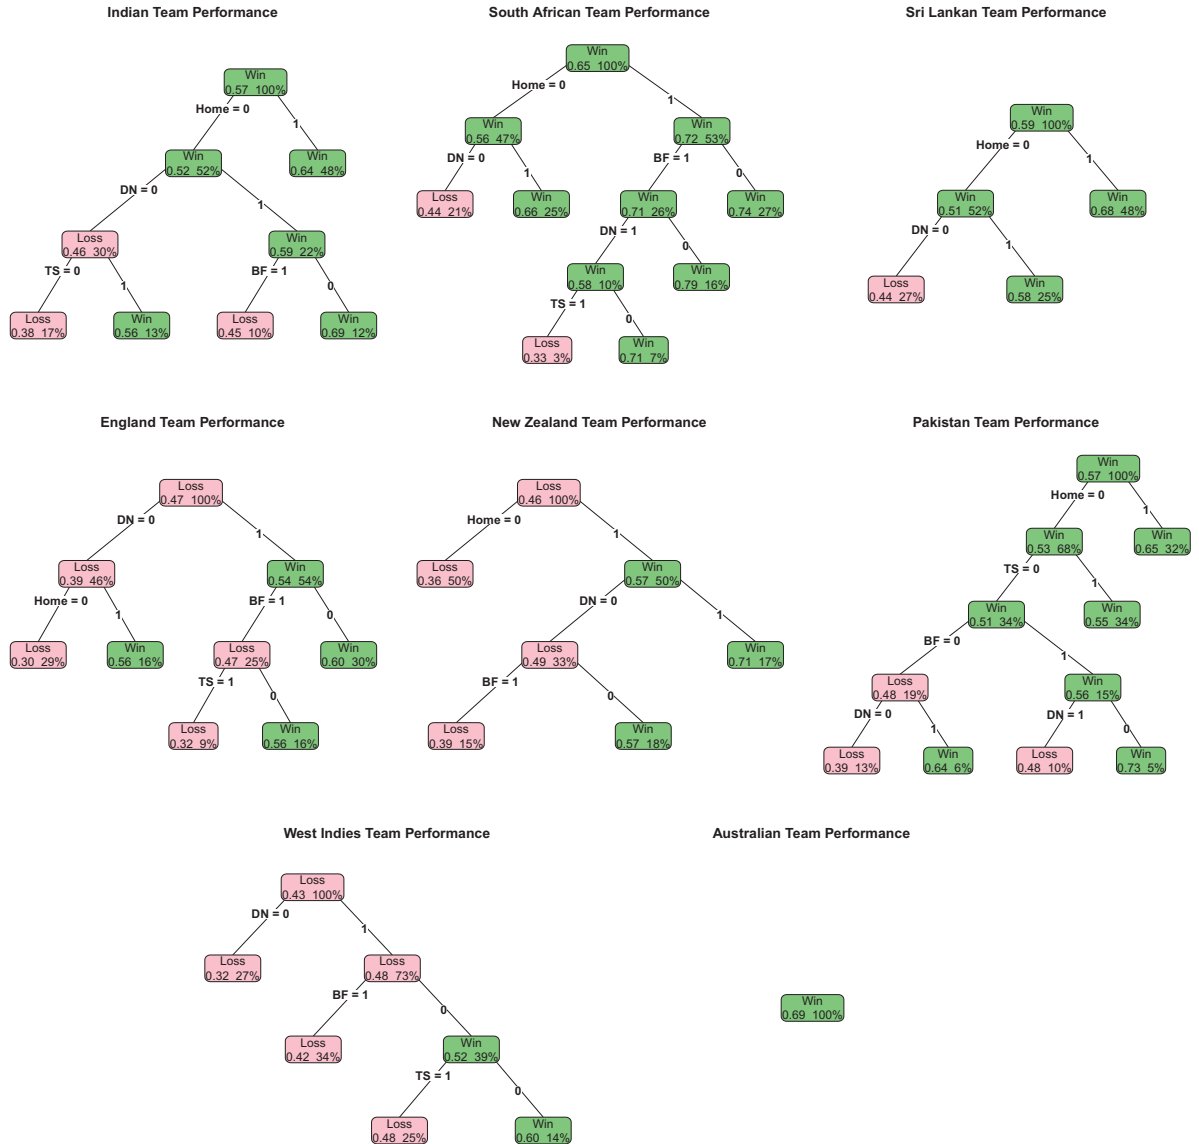 Indian Team Performance
Win
0.57 100%
Home = 0
1
Win
0.52 52%
Win
0.64 48%
DN = 0
1
Loss
0.46 30%
Win
0.59 22%
TS = 0
1
BF = 1
0
Loss
0.38 17%
Win
0.56 13%
Loss
0.45 10%
Win
0.69 12%
South African Team Performance
Win
0.65 100%
Home = 0
1
Win
0.56 47%
Win
0.72 53%
DN = 0
1
BF = 1
0
Loss
0.44 21%
Win
0.66 25%
Win
0.71 26%
Win
0.74 27%
DN = 1
0
Win
0.58 10%
Win
0.79 16%
TS = 1
0
Loss
0.33 3%
Win
0.71 7%
Sri Lankan Team Performance
Win
0.59 100%
Home = 0
1
Win
0.51 52%
Win
0.68 48%
DN = 0
1
Loss
0.44 27%
Win
0.58 25%
England Team Performance
Loss
0.47 100%
DN = 0
1
Loss
0.39 46%
Win
0.54 54%
Home = 0
1
BF = 1
0
Loss
0.30 29%
Win
0.56 16%
Loss
0.47 25%
Win
0.60 30%
TS = 1
0
Loss
0.32 9%
Win
0.56 16%
New Zealand Team Performance
Loss
0.46 100%
Home = 0
1
Loss
0.36 50%
Win
0.57 50%
DN = 0
1
Loss
0.49 33%
Win
0.71 17%
BF = 1
0
Loss
0.39 15%
Win
0.57 18%
Pakistan Team Performance
Win
0.57 100%
Home = 0
1
Win
0.53 68%
Win
0.65 32%
TS = 0
1
Win
0.51 34%
Win
0.55 34%
BF = 0
1
Loss
0.48 19%
Win
0.56 15%
DN = 0
1
DN = 1
0
Loss
0.39 13%
Win
0.64 6%
Loss
0.48 10%
Win
0.73 5%
West Indies Team Performance
Loss
0.43 100%
DN = 0
1
Loss
0.32 27%
Loss
0.48 73%
BF = 1
0
Loss
0.42 34%
Win
0.52 39%
TS = 1
0
Loss
0.48 25%
Win
0.60 14%
Australian Team Performance
Win
0.69 100%